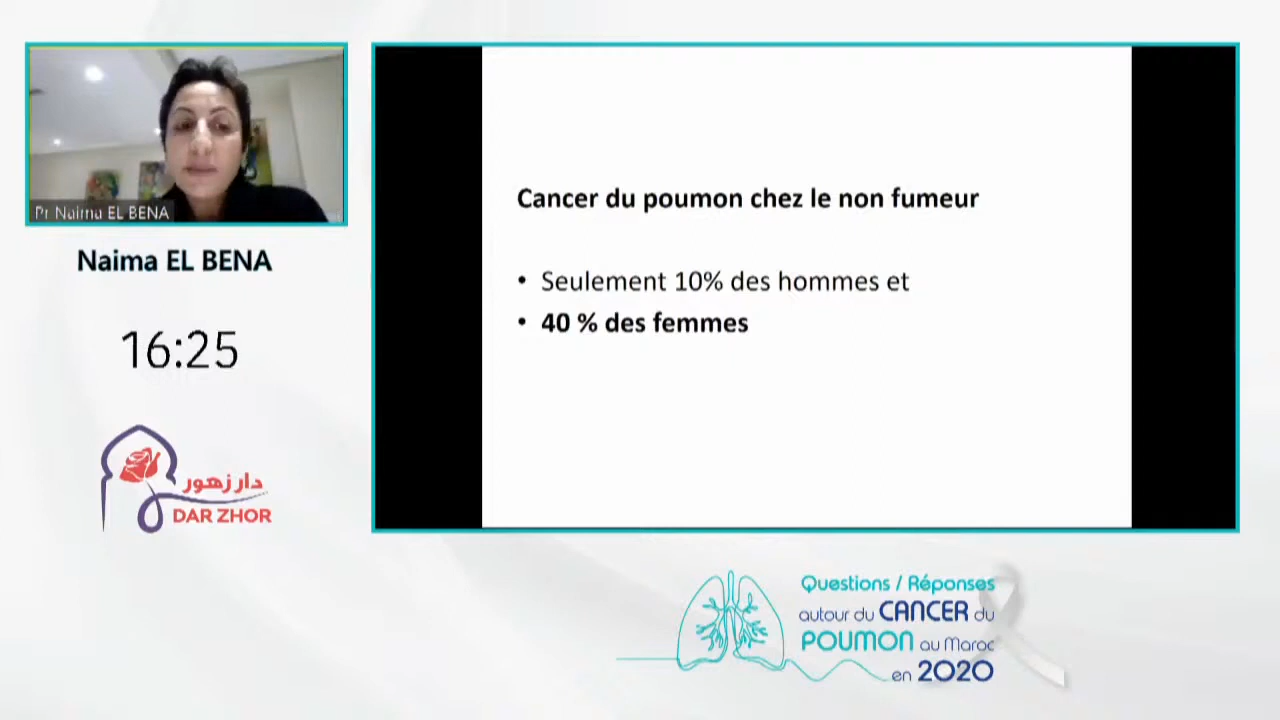 Pr Naima EL BENA
Naima EL BENA
16:25
دار زهور
DAR ZHOR
Cancer du poumon chez le non fumeur
• Seulement 10% des hommes et
• 40 % des femmes
Questions / Réponses
autour du CANCER du
POUMON au Maroc
en 2020